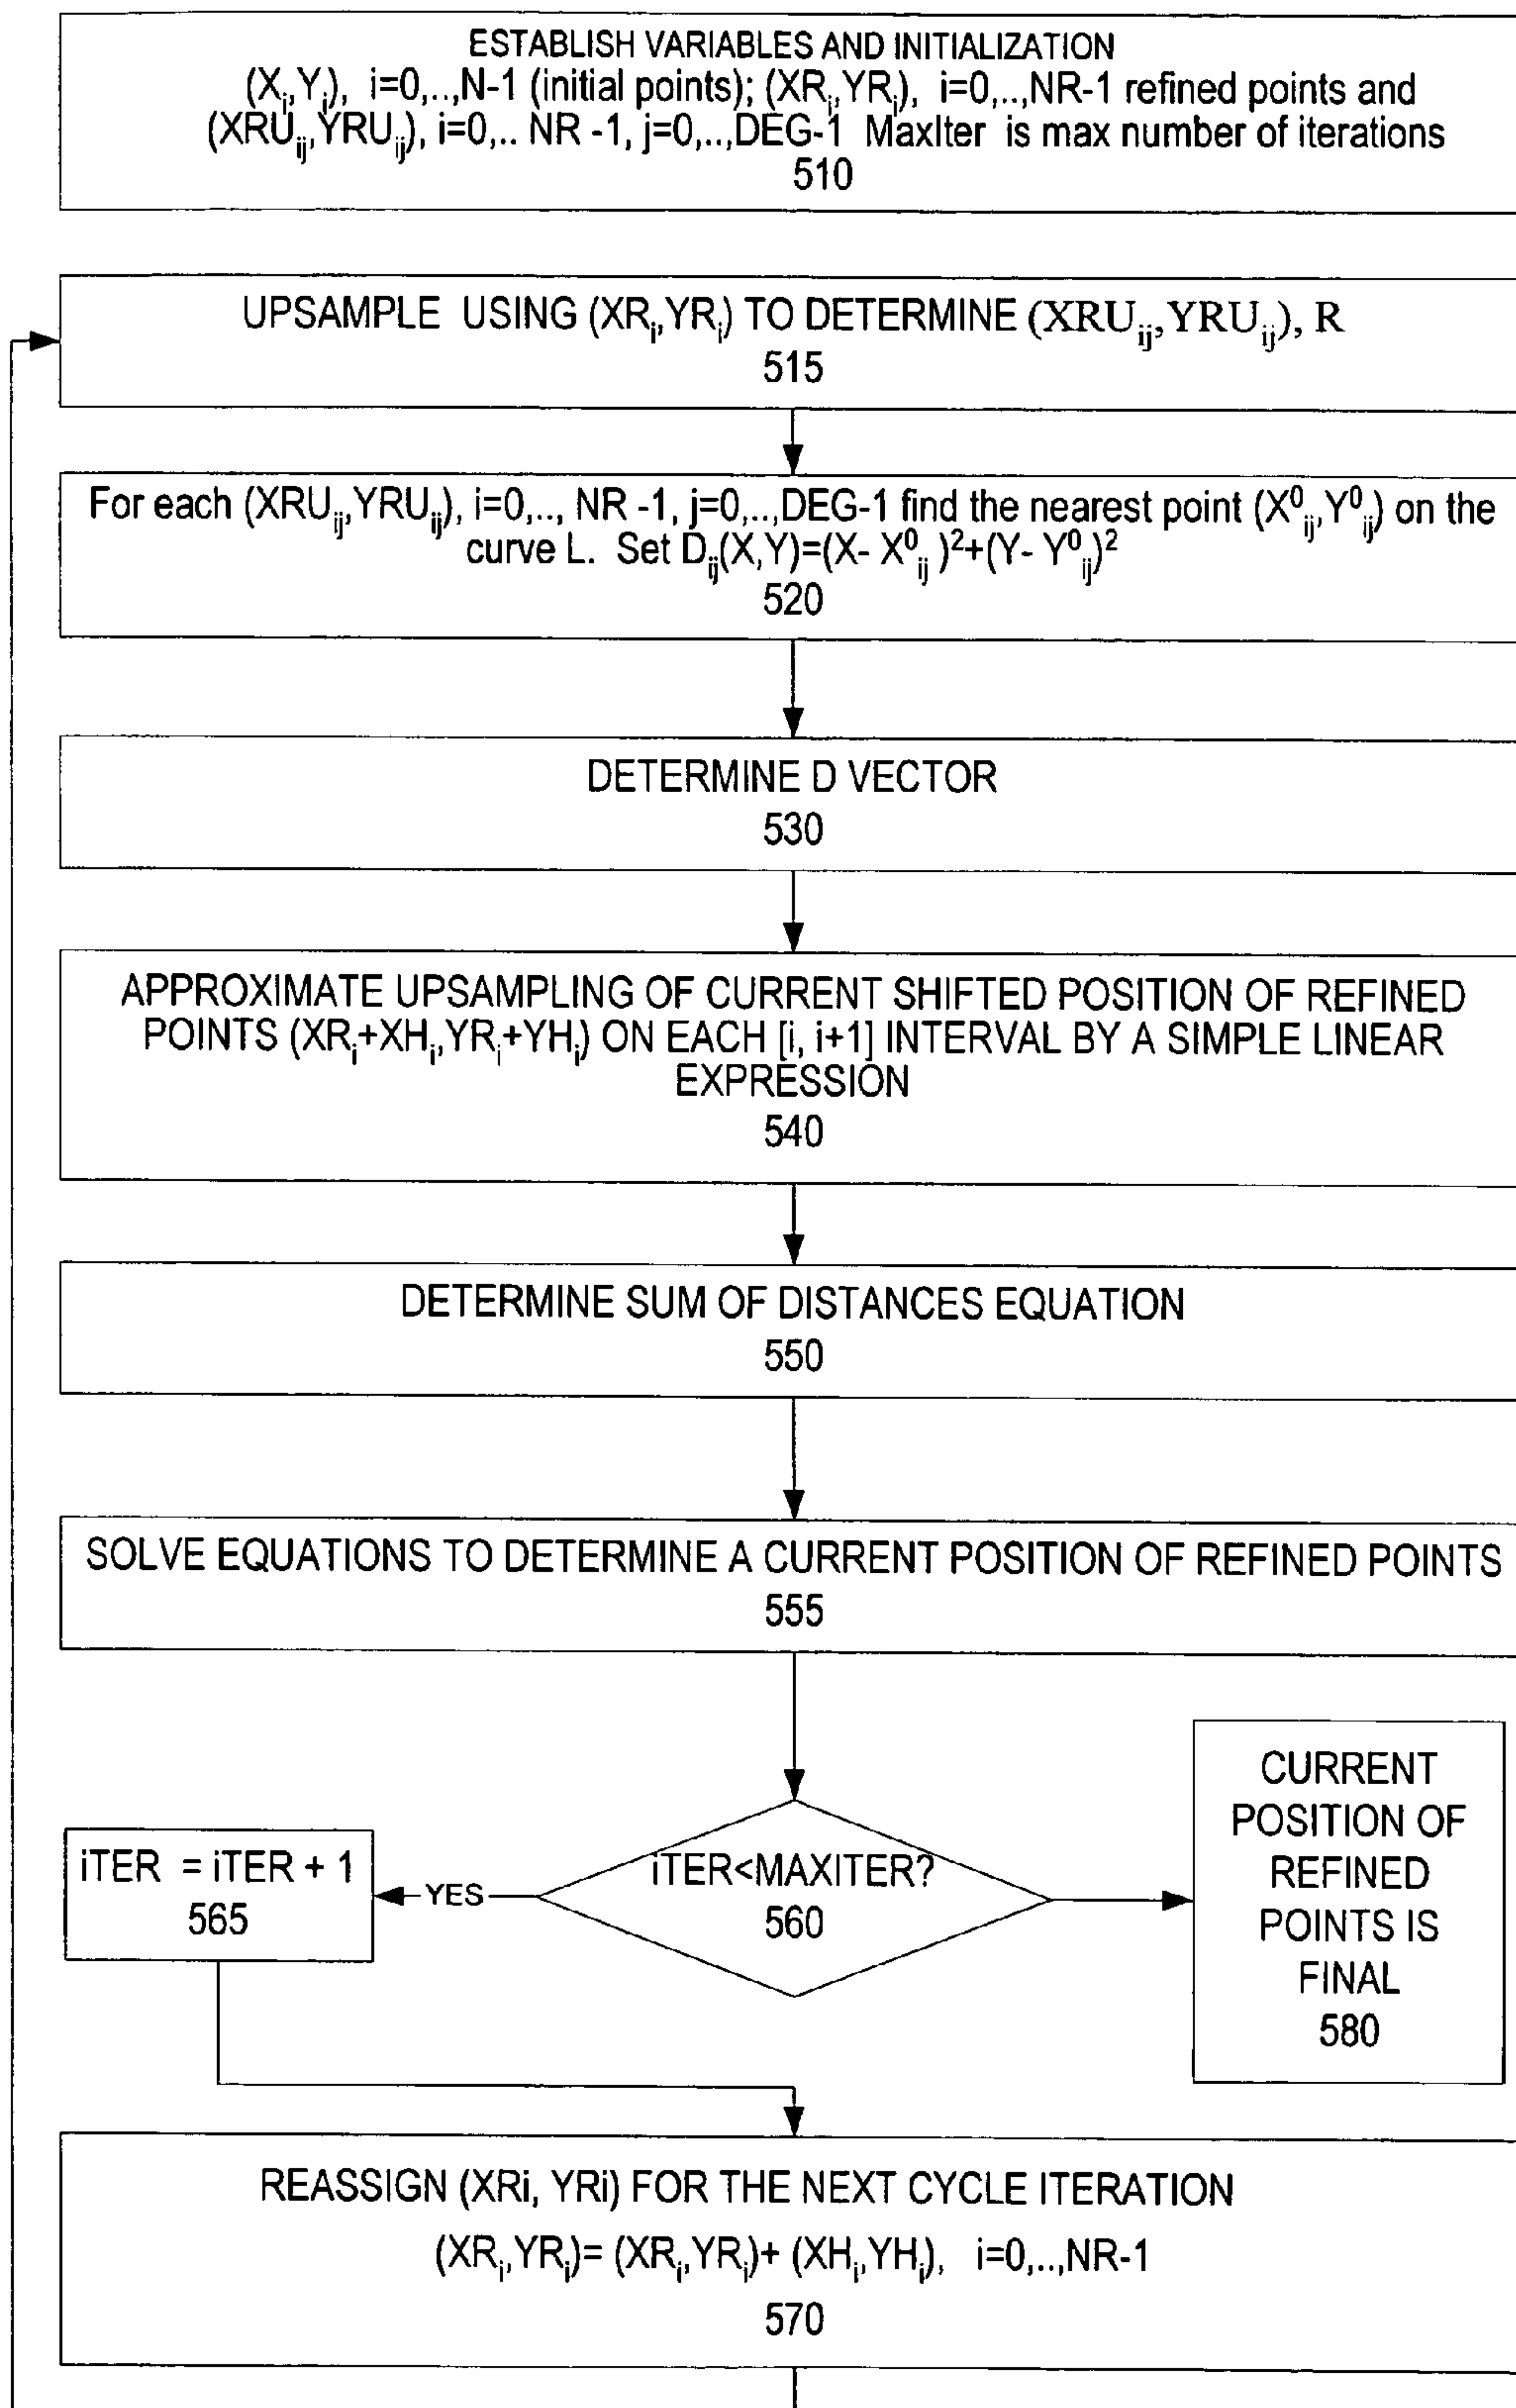 ESTABLISH VARIABLES AND INITIALIZATION
(Xᵢ,Yᵢ), i=0,..,N-1 (initial points); (XRᵢ,YRᵢ), i=0,..,NR-1 refined points and
(XRUᵢⱼ,YRUᵢⱼ), i=0,.. NR -1, j=0,..,DEG-1 MaxIter is max number of iterations
510
UPSAMPLE USING (XRᵢ,YRᵢ) TO DETERMINE (XRUᵢⱼ,YRUᵢⱼ), R
515
For each (XRUᵢⱼ,YRUᵢⱼ), i=0,.., NR -1, j=0,..,DEG-1 find the nearest point (X⁰ᵢⱼ,Y⁰ᵢⱼ) on the
curve L. Set Dᵢⱼ(X,Y)=(X- X⁰ᵢⱼ )²+(Y- Y⁰ᵢⱼ)²
520
DETERMINE D VECTOR
530
APPROXIMATE UPSAMPLING OF CURRENT SHIFTED POSITION OF REFINED
POINTS (XRᵢ+XHᵢ,YRᵢ+YHᵢ) ON EACH [i, i+1] INTERVAL BY A SIMPLE LINEAR
EXPRESSION
540
DETERMINE SUM OF DISTANCES EQUATION
550
SOLVE EQUATIONS TO DETERMINE A CURRENT POSITION OF REFINED POINTS
555
iTER<MAXITER?
560
YES
iTER = iTER + 1
565
CURRENT
POSITION OF
REFINED
POINTS IS
FINAL
580
REASSIGN (XRi, YRi) FOR THE NEXT CYCLE ITERATION
(XRᵢ,YRᵢ)= (XRᵢ,YRᵢ)+ (XHᵢ,YHᵢ), i=0,..,NR-1
570